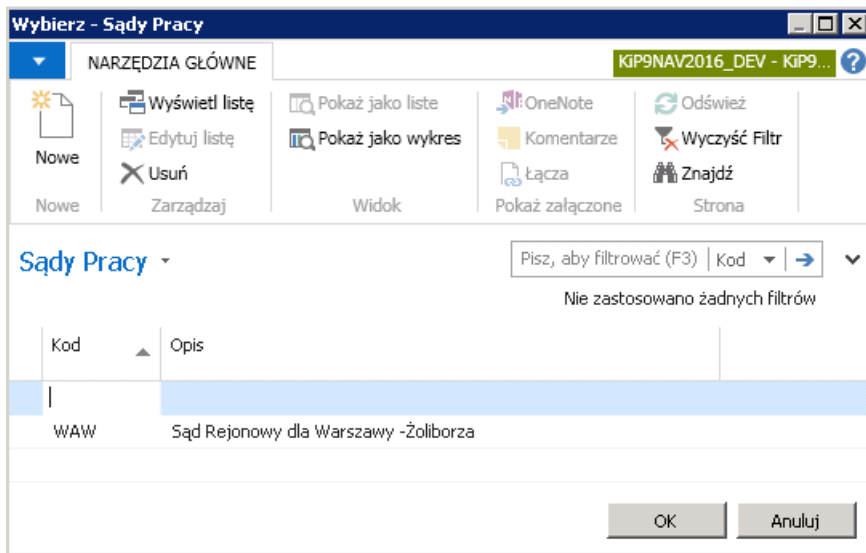 Wybierz - Sądy Pracy
NARZĘDZIA GŁÓWNE
KiP9NAV2016_DEV - KiP9...
?
Nowe
Wyświetl listę
Edytuj listę
Usuń
Pokaż jako liste
Pokaż jako wykres
OneNote
Komentarze
Łącza
Odśwież
Wyczyść Filtr
Znajdź
Nowe
Zarządzaj
Widok
Pokaż załączone
Strona
Sądy Pracy
Pisz, aby filtrować (F3) | Kod
Nie zastosowano żadnych filtrów
Kod Opis
WAW Sąd Rejonowy dla Warszawy -Żoliborza
OK Anuluj